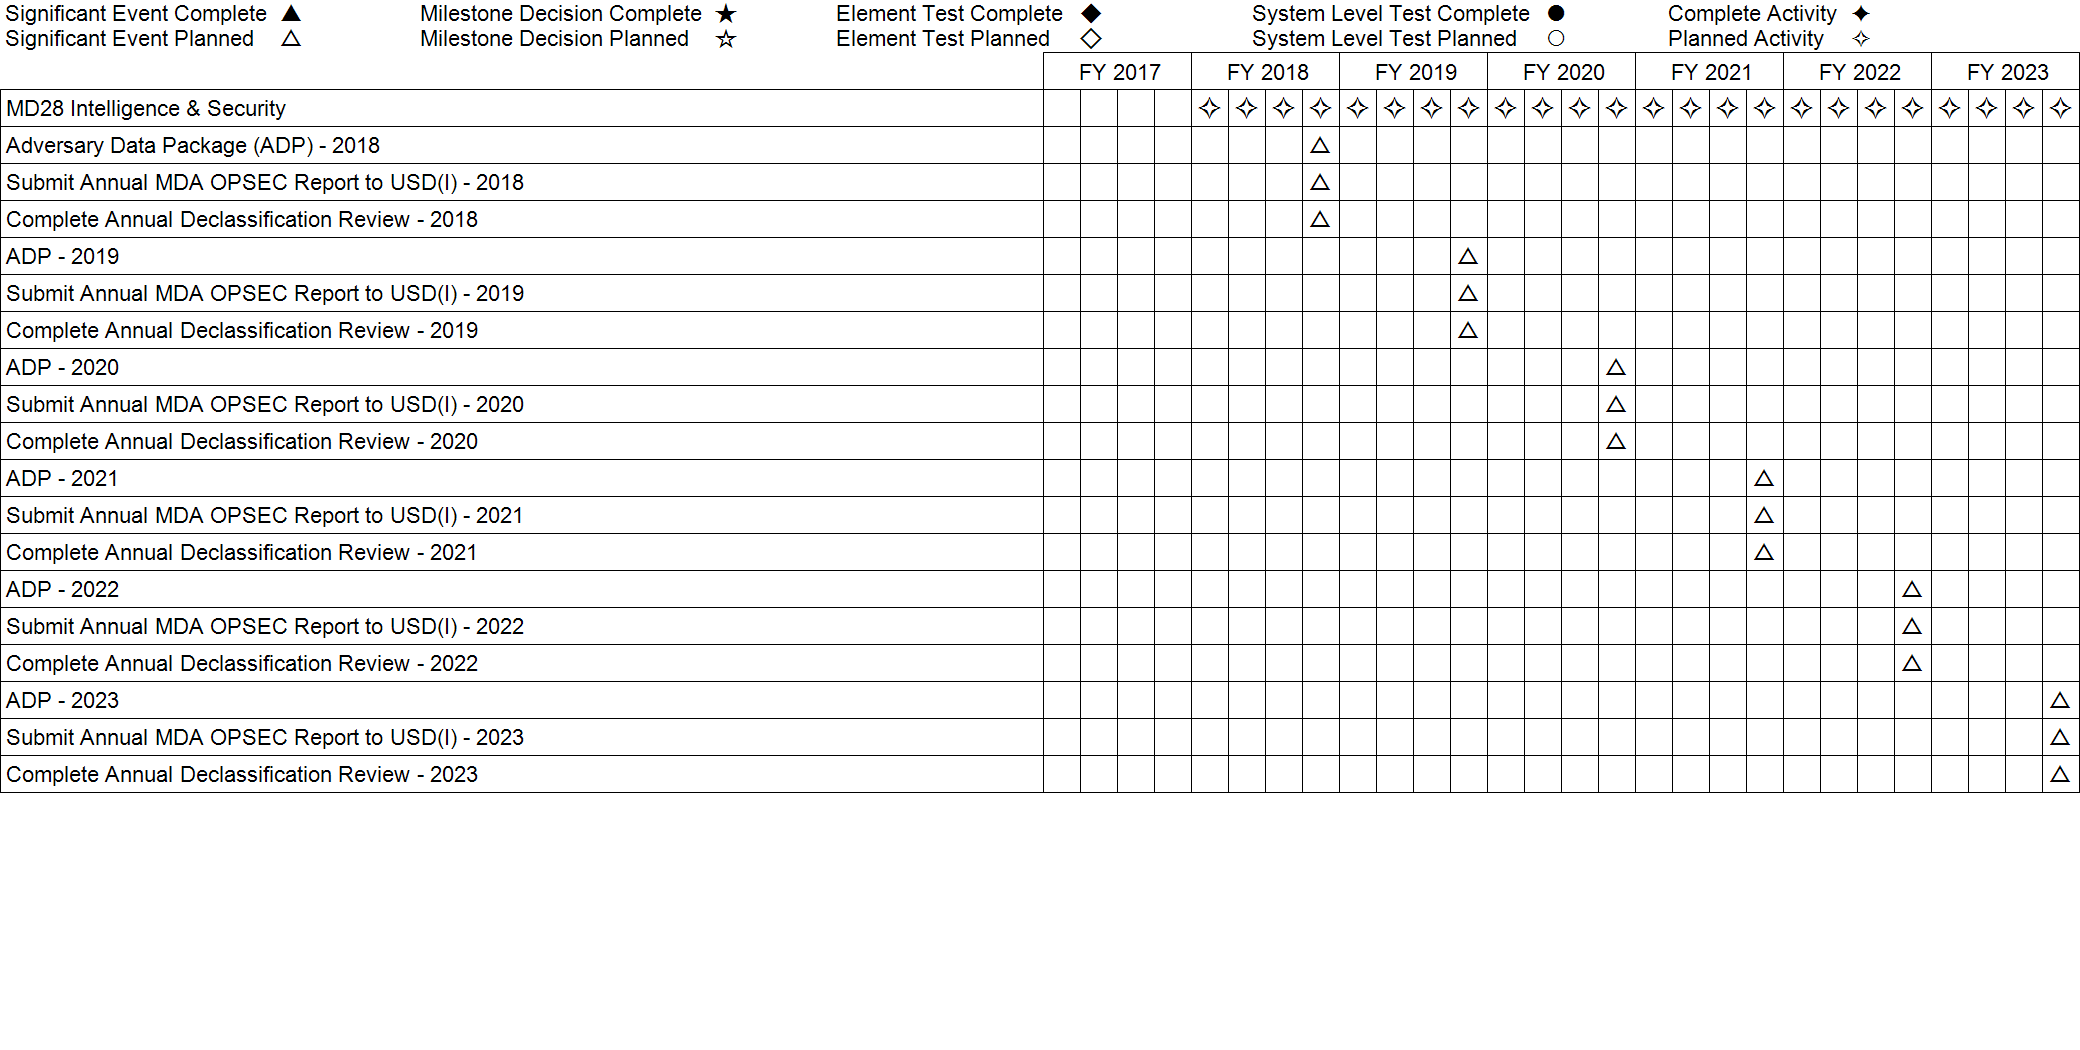 Significant Event Complete ▲ Milestone Decision Complete ★ Element Test Complete ◆ System Level Test Complete ● Complete Activity ✦
Significant Event Planned △ Milestone Decision Planned ☆ Element Test Planned ◇ System Level Test Planned ○ Planned Activity ✧
FY 2017 FY 2018 FY 2019 FY 2020 FY 2021 FY 2022 FY 2023
MD28 Intelligence & Security ✧ ✧ ✧ ✧ ✧ ✧ ✧ ✧ ✧ ✧ ✧ ✧ ✧ ✧ ✧ ✧ ✧ ✧ ✧ ✧ ✧ ✧ ✧ ✧
Adversary Data Package (ADP) - 2018 △
Submit Annual MDA OPSEC Report to USD(I) - 2018 △
Complete Annual Declassification Review - 2018 △
ADP - 2019 △
Submit Annual MDA OPSEC Report to USD(I) - 2019 △
Complete Annual Declassification Review - 2019 △
ADP - 2020 △
Submit Annual MDA OPSEC Report to USD(I) - 2020 △
Complete Annual Declassification Review - 2020 △
ADP - 2021 △
Submit Annual MDA OPSEC Report to USD(I) - 2021 △
Complete Annual Declassification Review - 2021 △
ADP - 2022 △
Submit Annual MDA OPSEC Report to USD(I) - 2022 △
Complete Annual Declassification Review - 2022 △
ADP - 2023 △
Submit Annual MDA OPSEC Report to USD(I) - 2023 △
Complete Annual Declassification Review - 2023 △